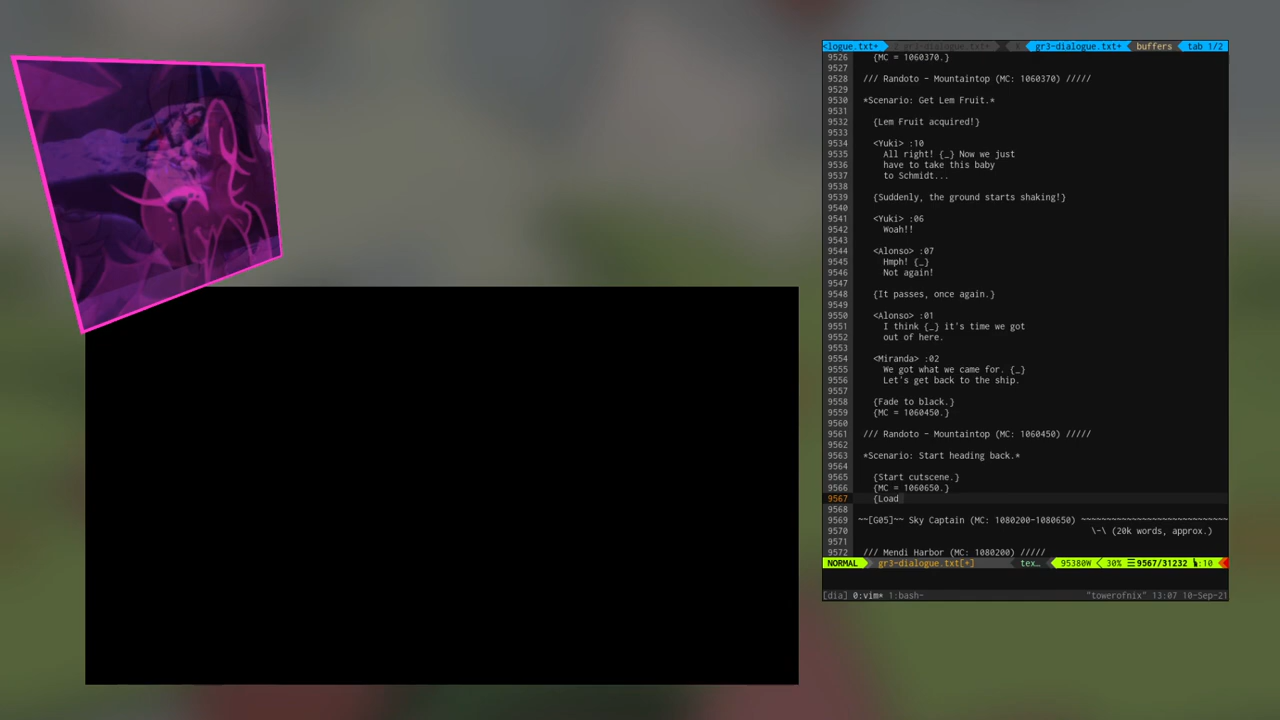 <logue.txt+ gr3-dialogue.txt+ buffers tab 1/2
9526 {MC = 1060370.}
9527
9528 /// Randoto - Mountaintop (MC: 1060370) /////
9529
9530 *Scenario: Get Lem Fruit.*
9531
9532 {Lem Fruit acquired!}
9533
9534 <Yuki> :10
9535 All right! {_} Now we just
9536 have to take this baby
9537 to Schmidt...
9538
9539 {Suddenly, the ground starts shaking!}
9540
9541 <Yuki> :06
9542 Woah!!
9543
9544 <Alonso> :07
9545 Hmph! {_}
9546 Not again!
9547
9548 {It passes, once again.}
9549
9550 <Alonso> :01
9551 I think {_} it's time we got
9552 out of here.
9553
9554 <Miranda> :02
9555 We got what we came for. {_}
9556 Let's get back to the ship.
9557
9558 {Fade to black.}
9559 {MC = 1060450.}
9560
9561 /// Randoto - Mountaintop (MC: 1060450) /////
9562
9563 *Scenario: Start heading back.*
9564
9565 {Start cutscene.}
9566 {MC = 1060650.}
9567 {Load
9568
9569 ~~[G05]~~ Sky Captain (MC: 1080200-1080650) ~~~~~~~~~~~~~~~~~~~~~~~~~~~~~
9570 \-\ (20k words, approx.)
9571
9572 /// Mendi Harbor (MC: 1080200) /////
NORMAL gr3-dialogue.txt[+] tex… 95380W 30% ☰9567/31232 :10
[dia] 0:vim* 1:bash- "towerofnix" 13:07 10-Sep-21